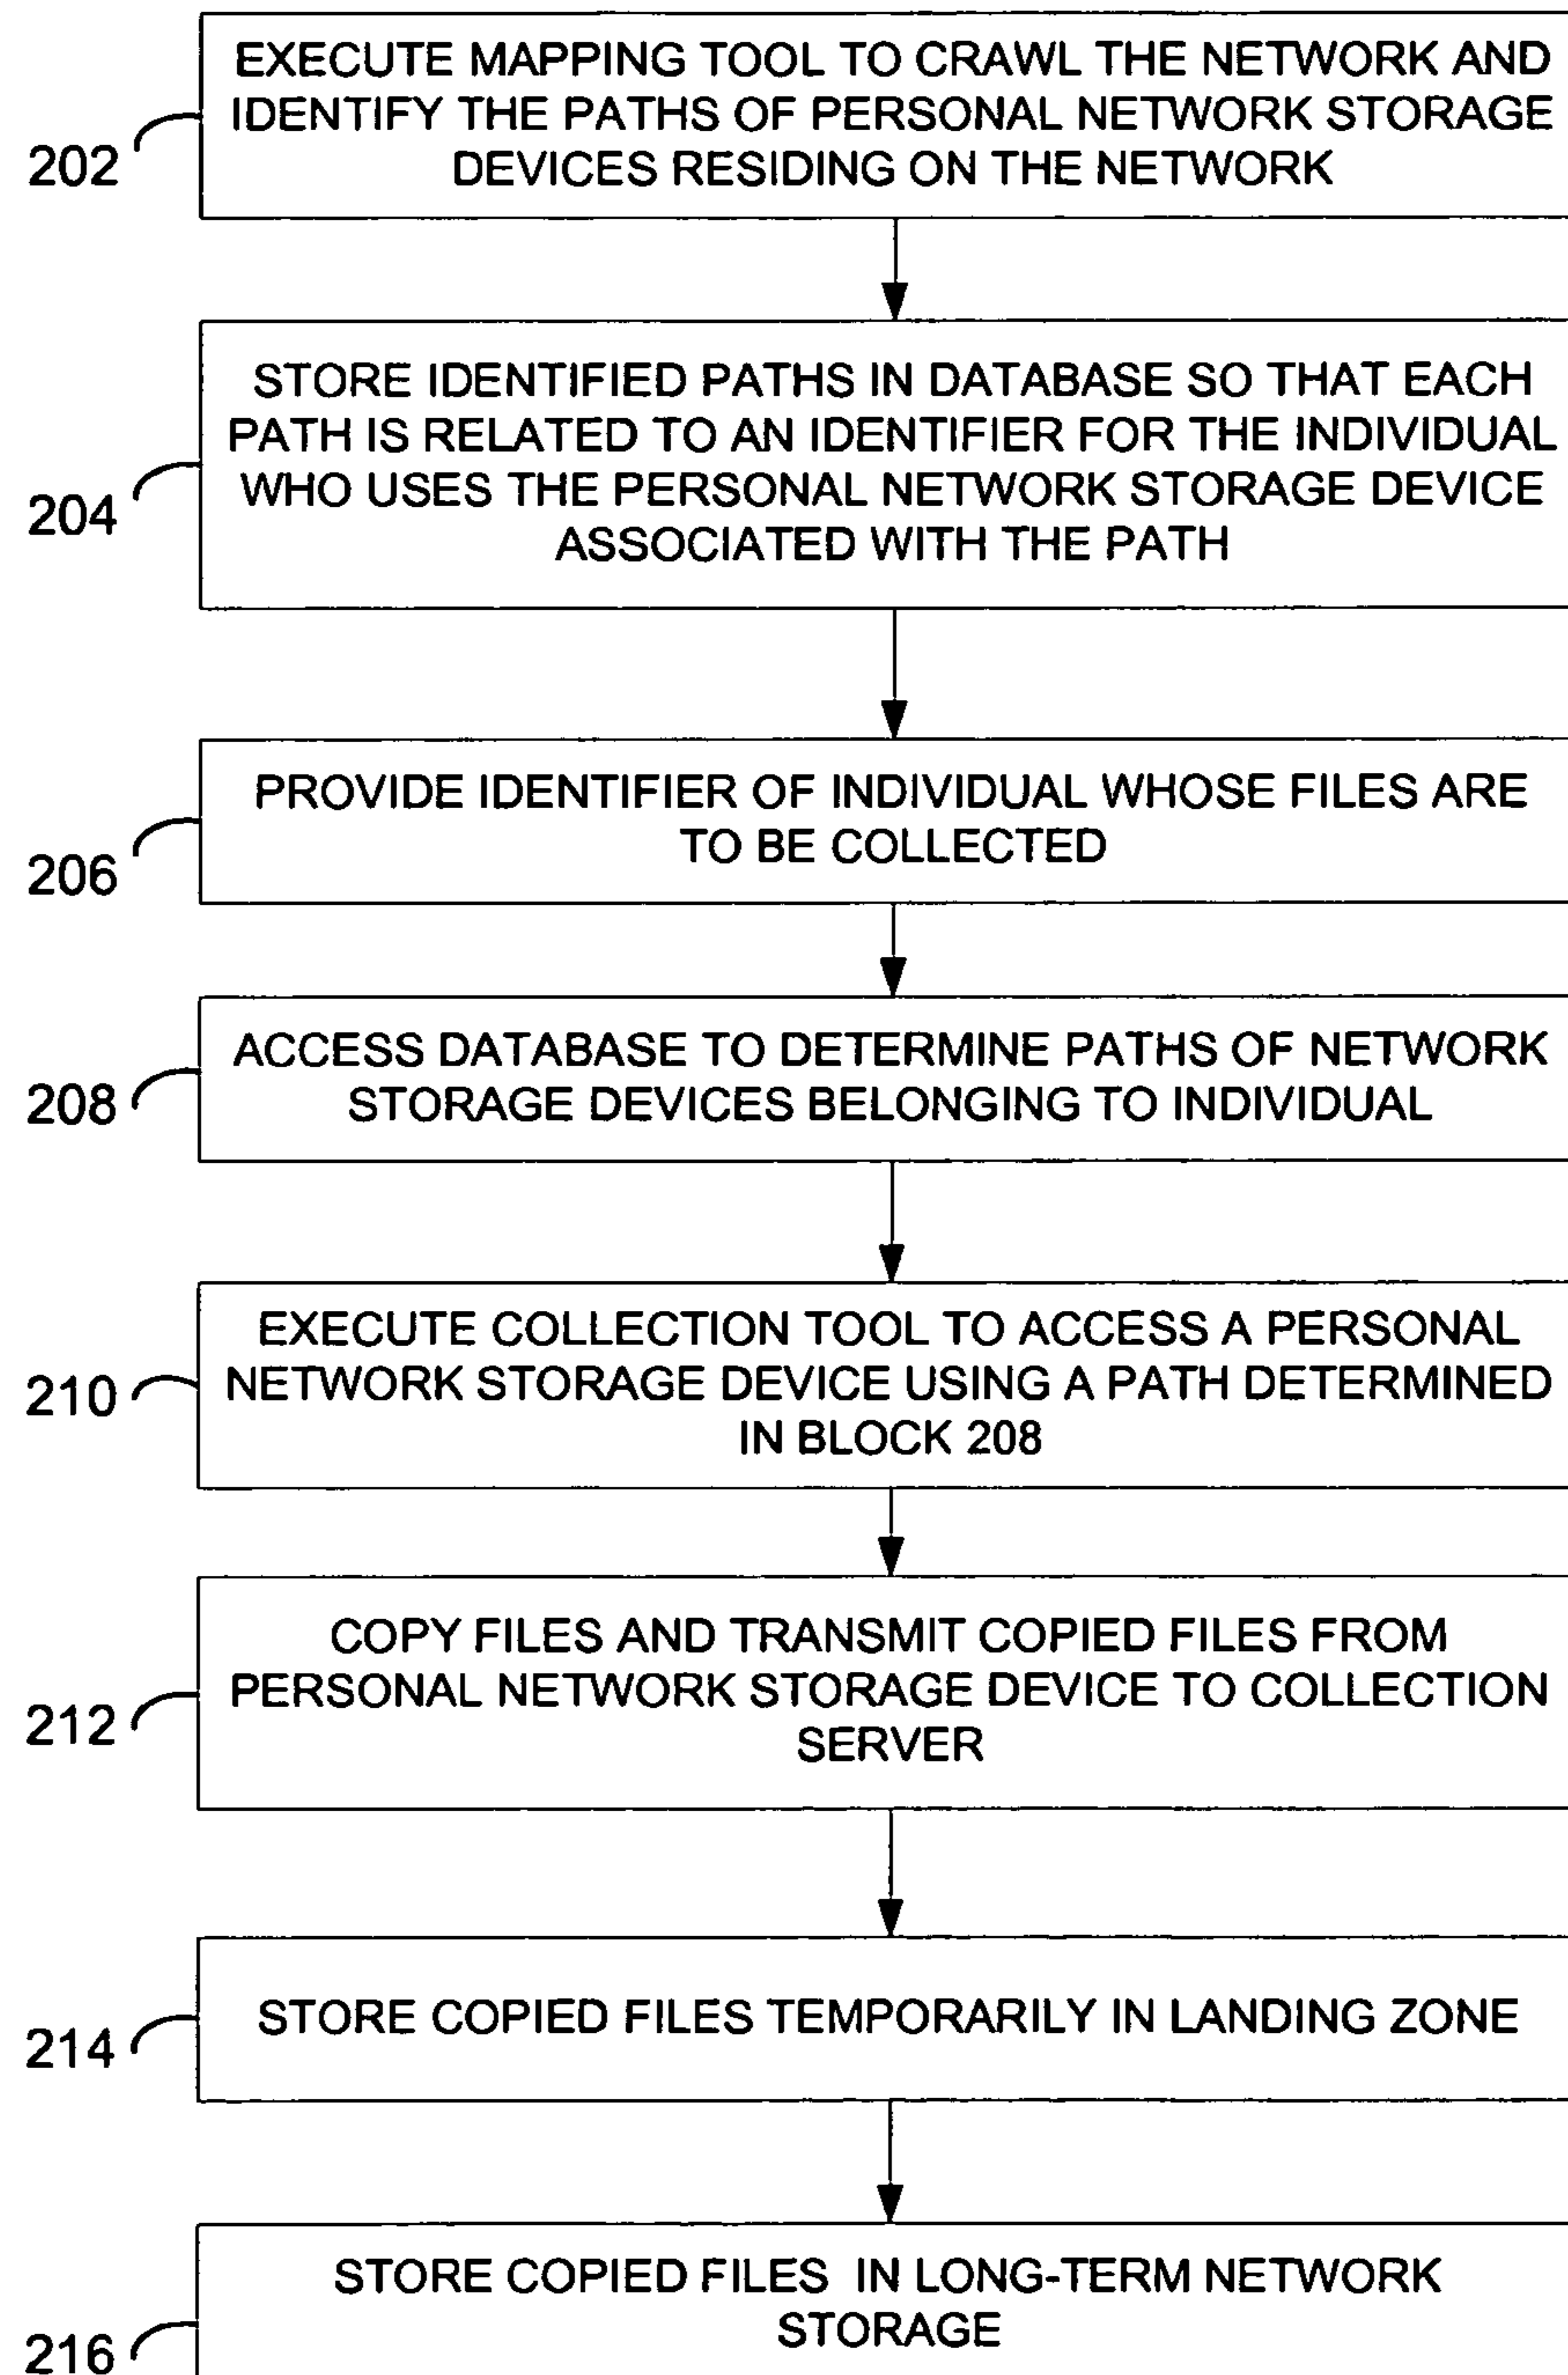 EXECUTE MAPPING TOOL TO CRAWL THE NETWORK AND
IDENTIFY THE PATHS OF PERSONAL NETWORK STORAGE
DEVICES RESIDING ON THE NETWORK
202
STORE IDENTIFIED PATHS IN DATABASE SO THAT EACH
PATH IS RELATED TO AN IDENTIFIER FOR THE INDIVIDUAL
WHO USES THE PERSONAL NETWORK STORAGE DEVICE
ASSOCIATED WITH THE PATH
204
PROVIDE IDENTIFIER OF INDIVIDUAL WHOSE FILES ARE
TO BE COLLECTED
206
ACCESS DATABASE TO DETERMINE PATHS OF NETWORK
STORAGE DEVICES BELONGING TO INDIVIDUAL
208
EXECUTE COLLECTION TOOL TO ACCESS A PERSONAL
NETWORK STORAGE DEVICE USING A PATH DETERMINED
IN BLOCK 208
210
COPY FILES AND TRANSMIT COPIED FILES FROM
PERSONAL NETWORK STORAGE DEVICE TO COLLECTION
SERVER
212
STORE COPIED FILES TEMPORARILY IN LANDING ZONE
214
STORE COPIED FILES IN LONG-TERM NETWORK
STORAGE
216